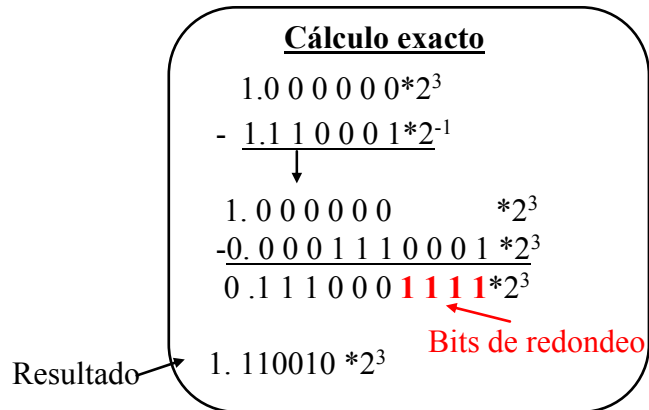 Cálculo exacto
1.0 0 0 0 0 0*2³
- 1.1 1 0 0 0 1*2⁻¹
1. 0 0 0 0 0 0 *2³
-0. 0 0 0 1 1 1 0 0 0 1 *2³
0 .1 1 1 0 0 0 1 1 1 1*2³
Bits de redondeo
Resultado 1. 110010 *2³